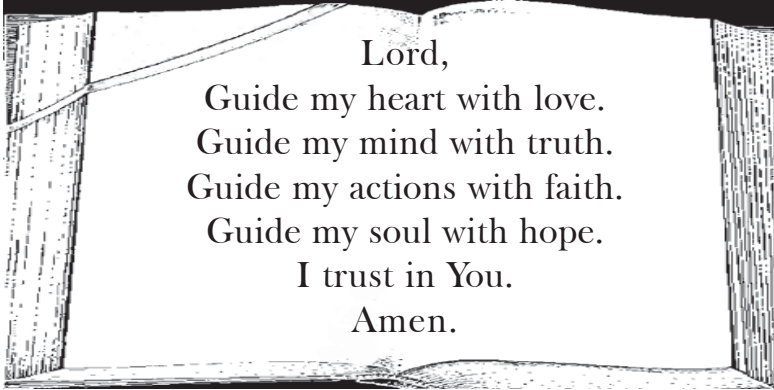 Lord,
Guide my heart with love.
Guide my mind with truth.
Guide my actions with faith.
Guide my soul with hope.
I trust in You.
Amen.